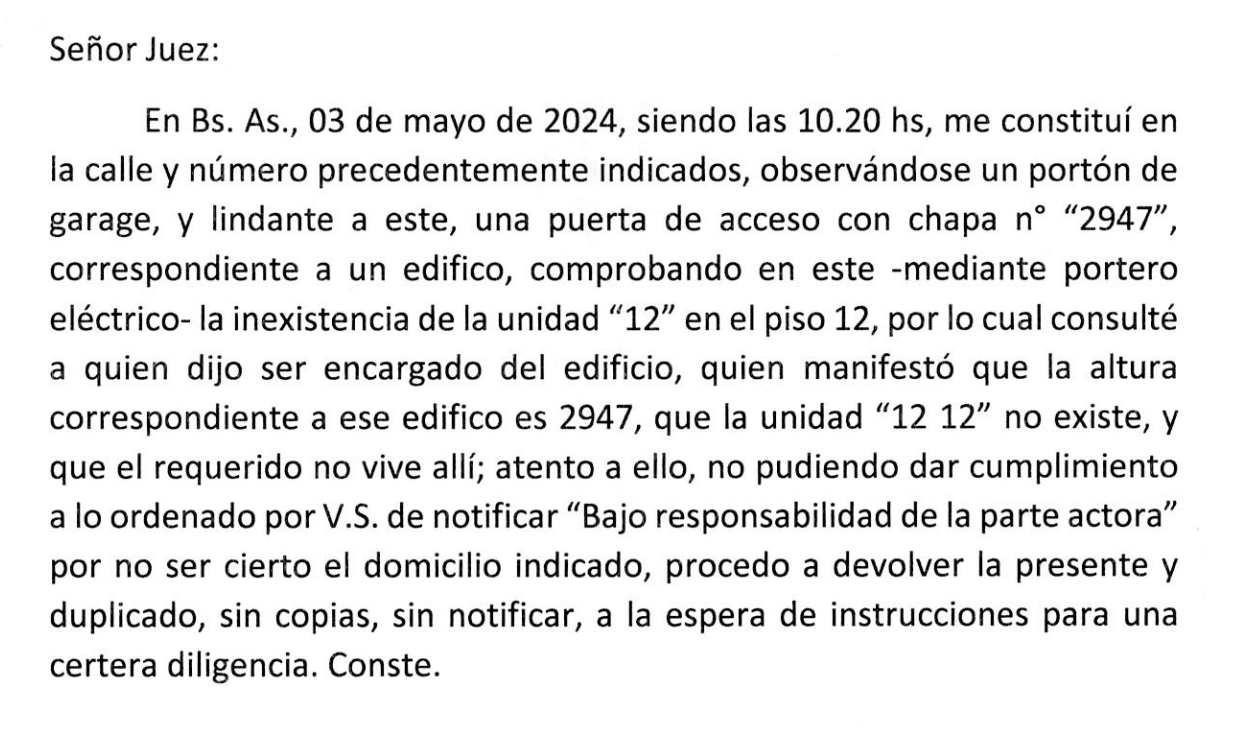 Señor Juez:
En Bs. As., 03 de mayo de 2024, siendo las 10.20 hs, me constituí en
la calle y número precedentemente indicados, observándose un portón de
garage, y lindante a este, una puerta de acceso con chapa n° “2947”,
correspondiente a un edifico, comprobando en este -mediante portero
eléctrico- la inexistencia de la unidad “12” en el piso 12, por lo cual consulté
a quien dijo ser encargado del edificio, quien manifestó que la altura
correspondiente a ese edifico es 2947, que la unidad “12 12” no existe, y
que el requerido no vive allí; atento a ello, no pudiendo dar cumplimiento
a lo ordenado por V.S. de notificar “Bajo responsabilidad de la parte actora”
por no ser cierto el domicilio indicado, procedo a devolver la presente y
duplicado, sin copias, sin notificar, a la espera de instrucciones para una
certera diligencia. Conste.